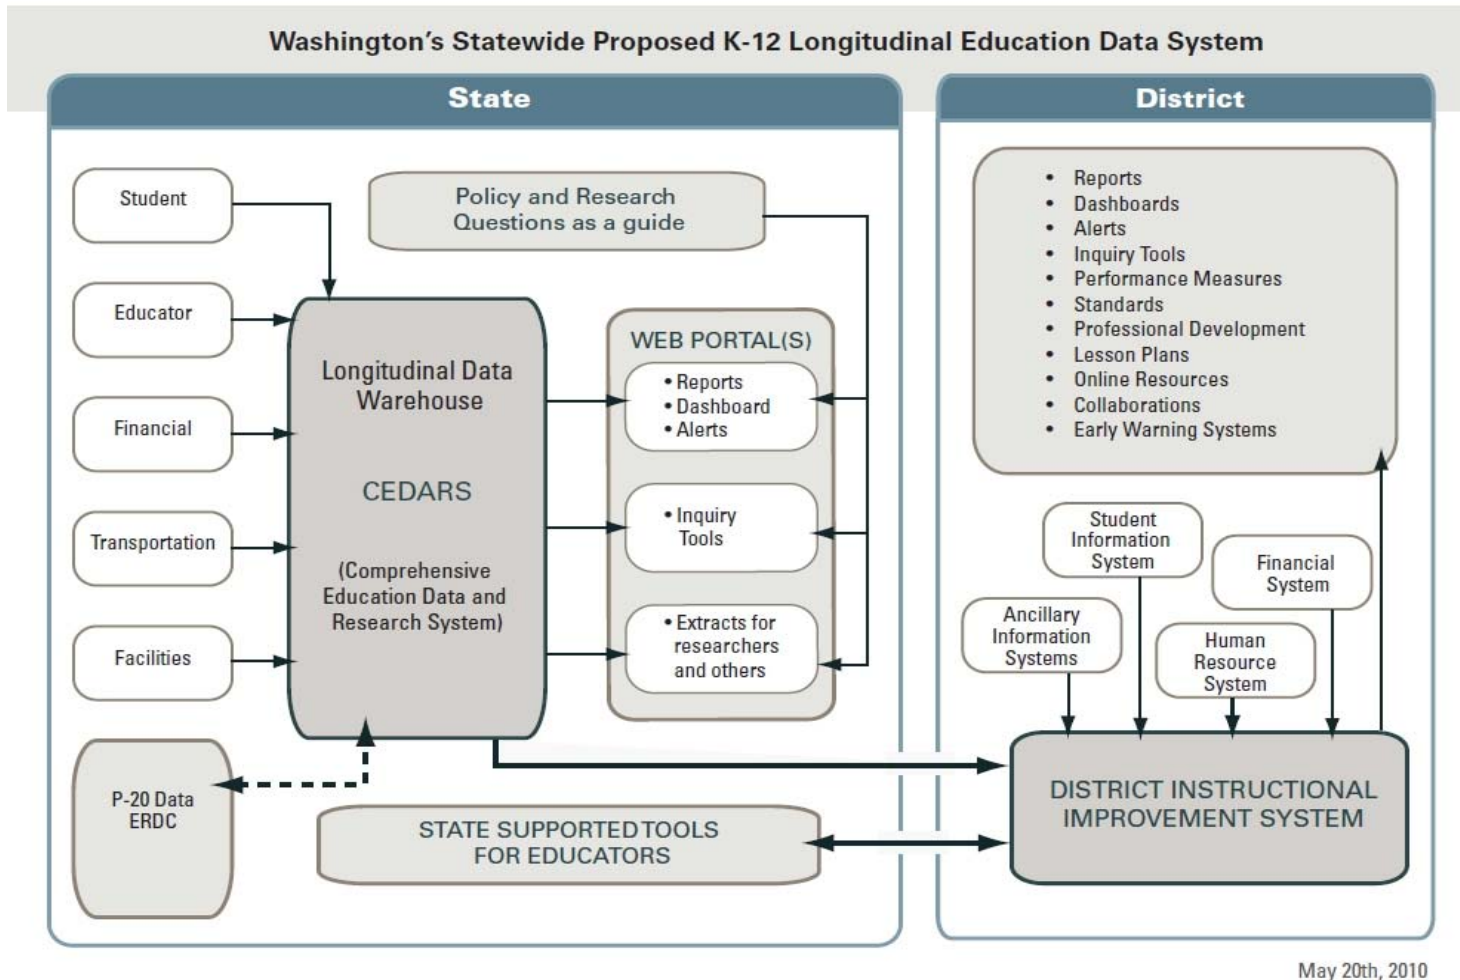 Washington's Statewide Proposed K-12 Longitudinal Education Data System
State
Student
Educator
Financial
Transportation
Facilities
P-20 Data
ERDC
Policy and Research
Questions as a guide
Longitudinal Data
Warehouse
CEDARS
(Comprehensive
Education Data and
Research System)
WEB PORTAL(S)
• Reports
• Dashboard
• Alerts
• Inquiry
Tools
• Extracts for
researchers
and others
STATE SUPPORTED TOOLS
FOR EDUCATORS
District
• Reports
• Dashboards
• Alerts
• Inquiry Tools
• Performance Measures
• Standards
• Professional Development
• Lesson Plans
• Online Resources
• Collaborations
• Early Warning Systems
Student
Information
System
Financial
System
Ancillary
Information
Systems
Human
Resource
System
DISTRICT INSTRUCTIONAL
IMPROVEMENT SYSTEM
May 20th, 2010